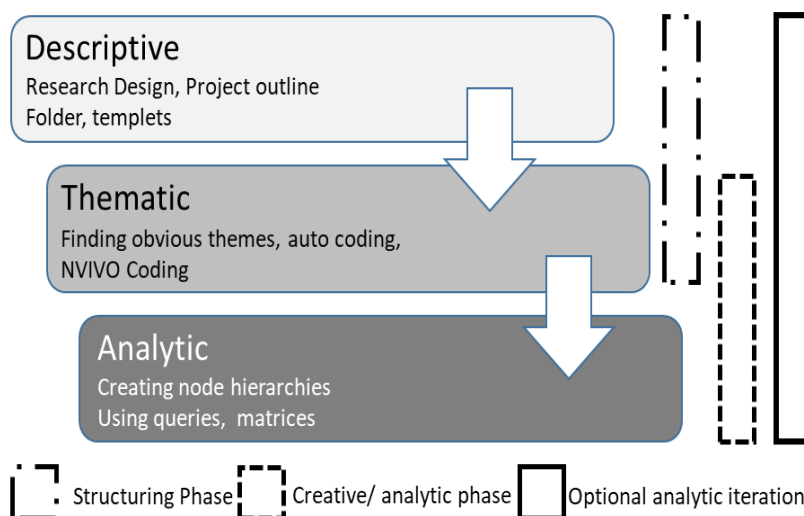 Descriptive
Research Design, Project outline
Folder, templets
Thematic
Finding obvious themes, auto coding,
NVIVO Coding
Analytic
Creating node hierarchies
Using queries, matrices
Structuring Phase
Creative/ analytic phase
Optional analytic iteration